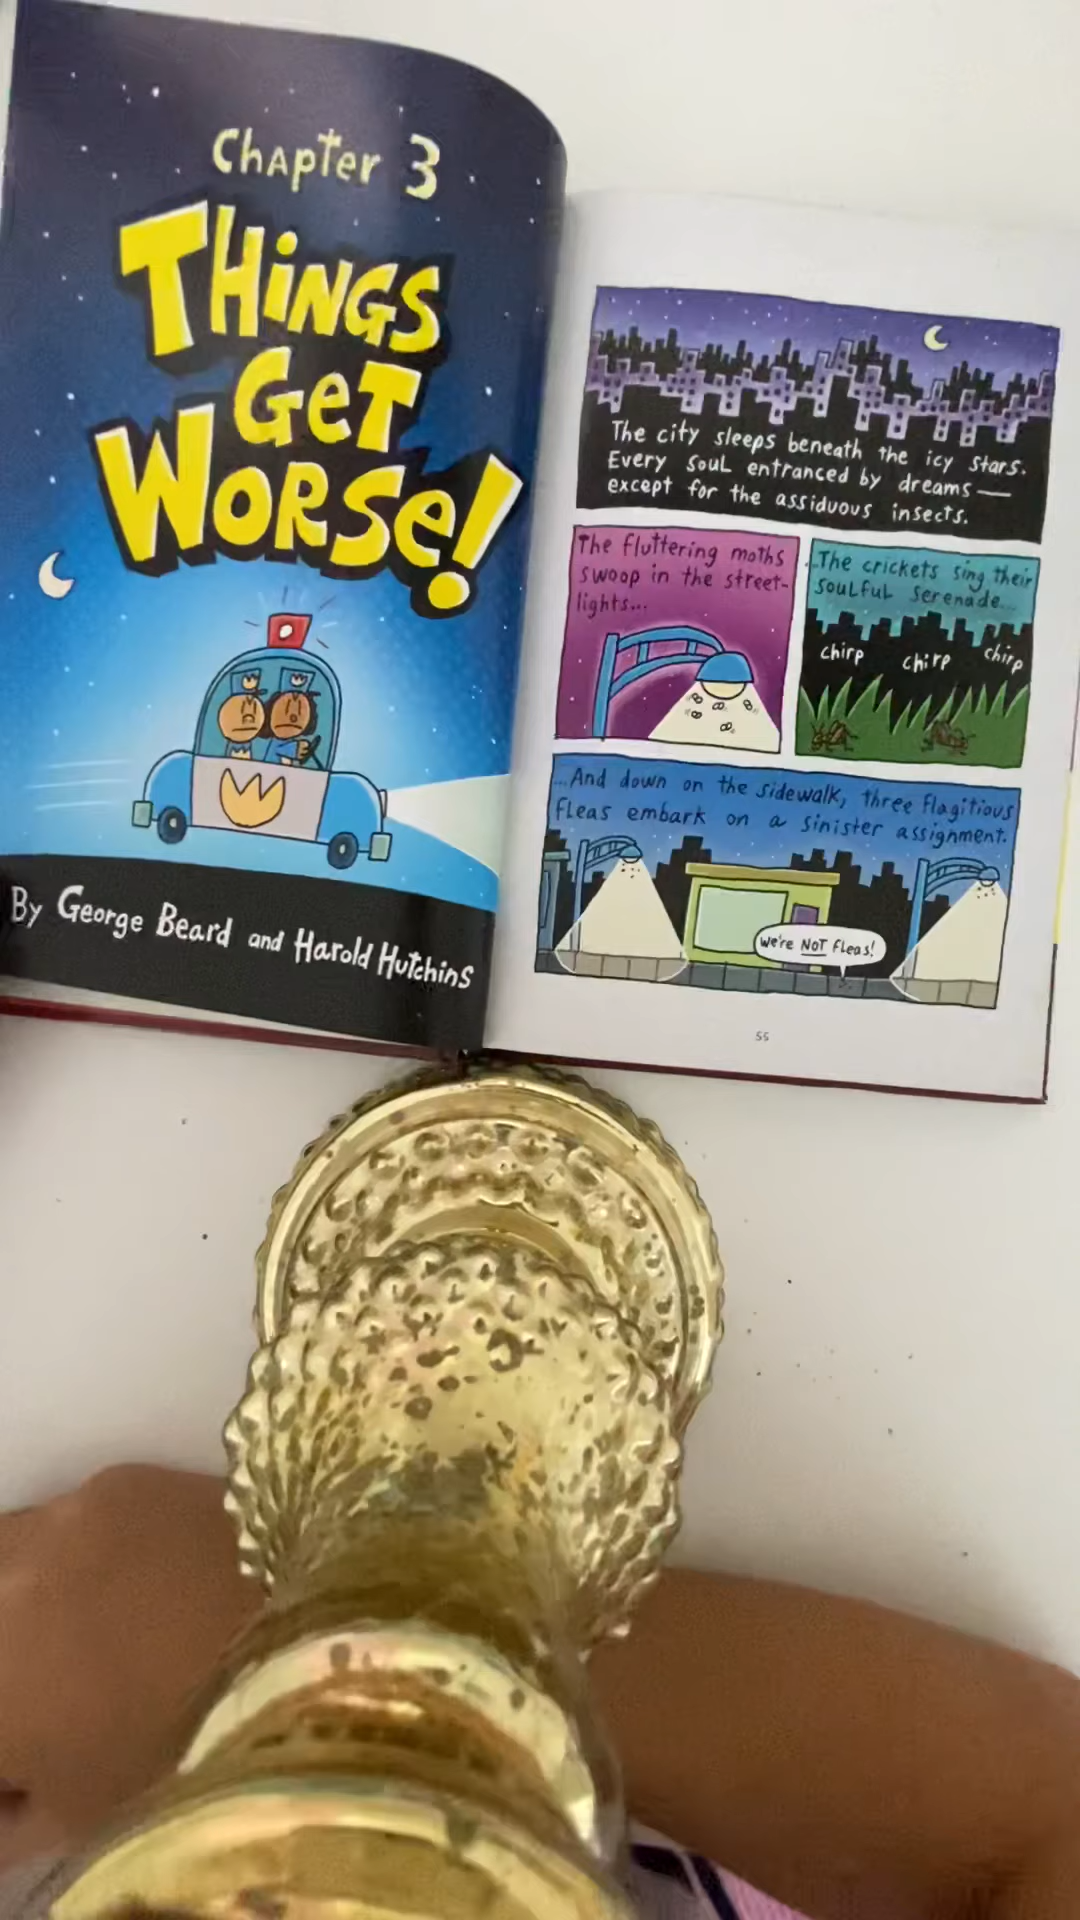 Chapter 3
THiNGS
GeT
WORSe!
By George Beard and Harold Hutchins
The city sleeps beneath the icy stars.
Every soul entranced by dreams —
except for the assiduous insects.
The fluttering moths
swoop in the street-
lights...
...The crickets sing their
soulful serenade...
chirp
chirp
chirp
...And down on the sidewalk, three flagitious
fleas embark on a sinister assignment.
We're NOT fleas!
55